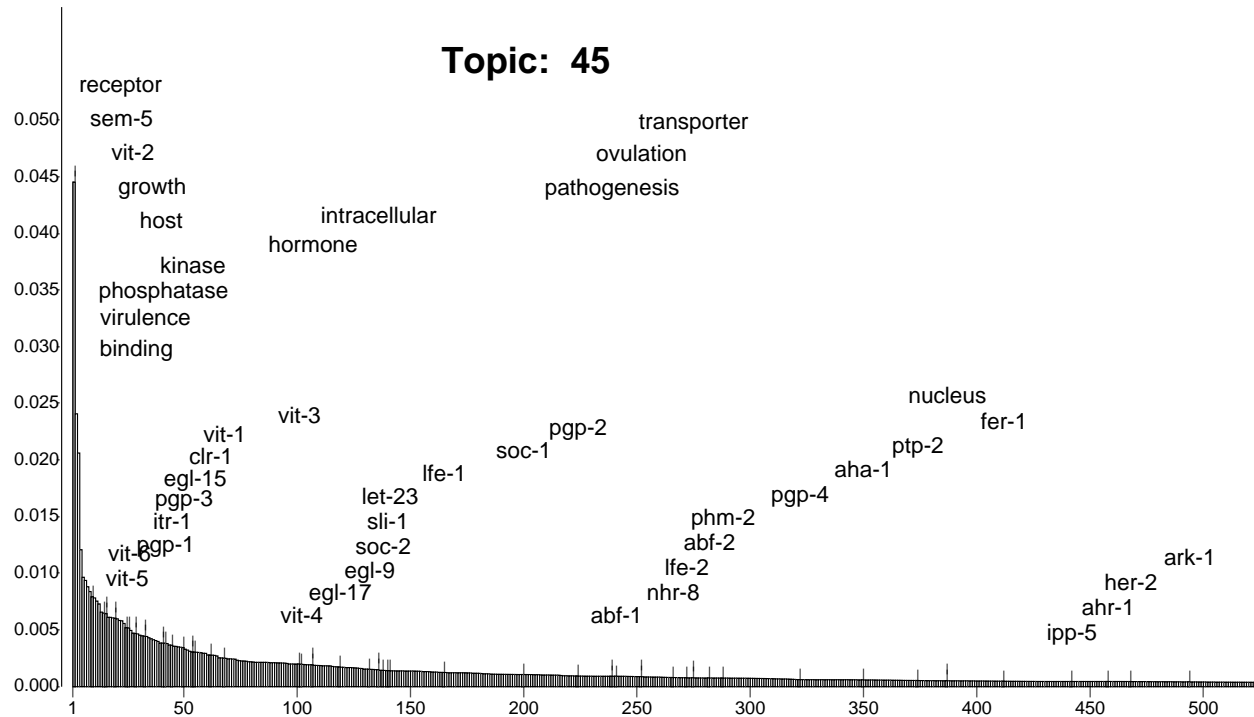 Topic: 45
receptor
sem-5
transporter
vit-2
ovulation
growth
pathogenesis
host
intracellular
hormone
kinase
phosphatase
virulence
binding
nucleus
vit-3
fer-1
vit-1
pgp-2
clr-1
soc-1
ptp-2
egl-15
lfe-1
aha-1
pgp-3
let-23
pgp-4
itr-1
sli-1
phm-2
vit-6
pgp-1
soc-2
abf-2
vit-5
egl-9
lfe-2
ark-1
egl-17
nhr-8
her-2
vit-4
abf-1
ahr-1
ipp-5
0.050
0.045
0.040
0.035
0.030
0.025
0.020
0.015
0.010
0.005
0.000
1 50 100 150 200 250 300 350 400 450 500